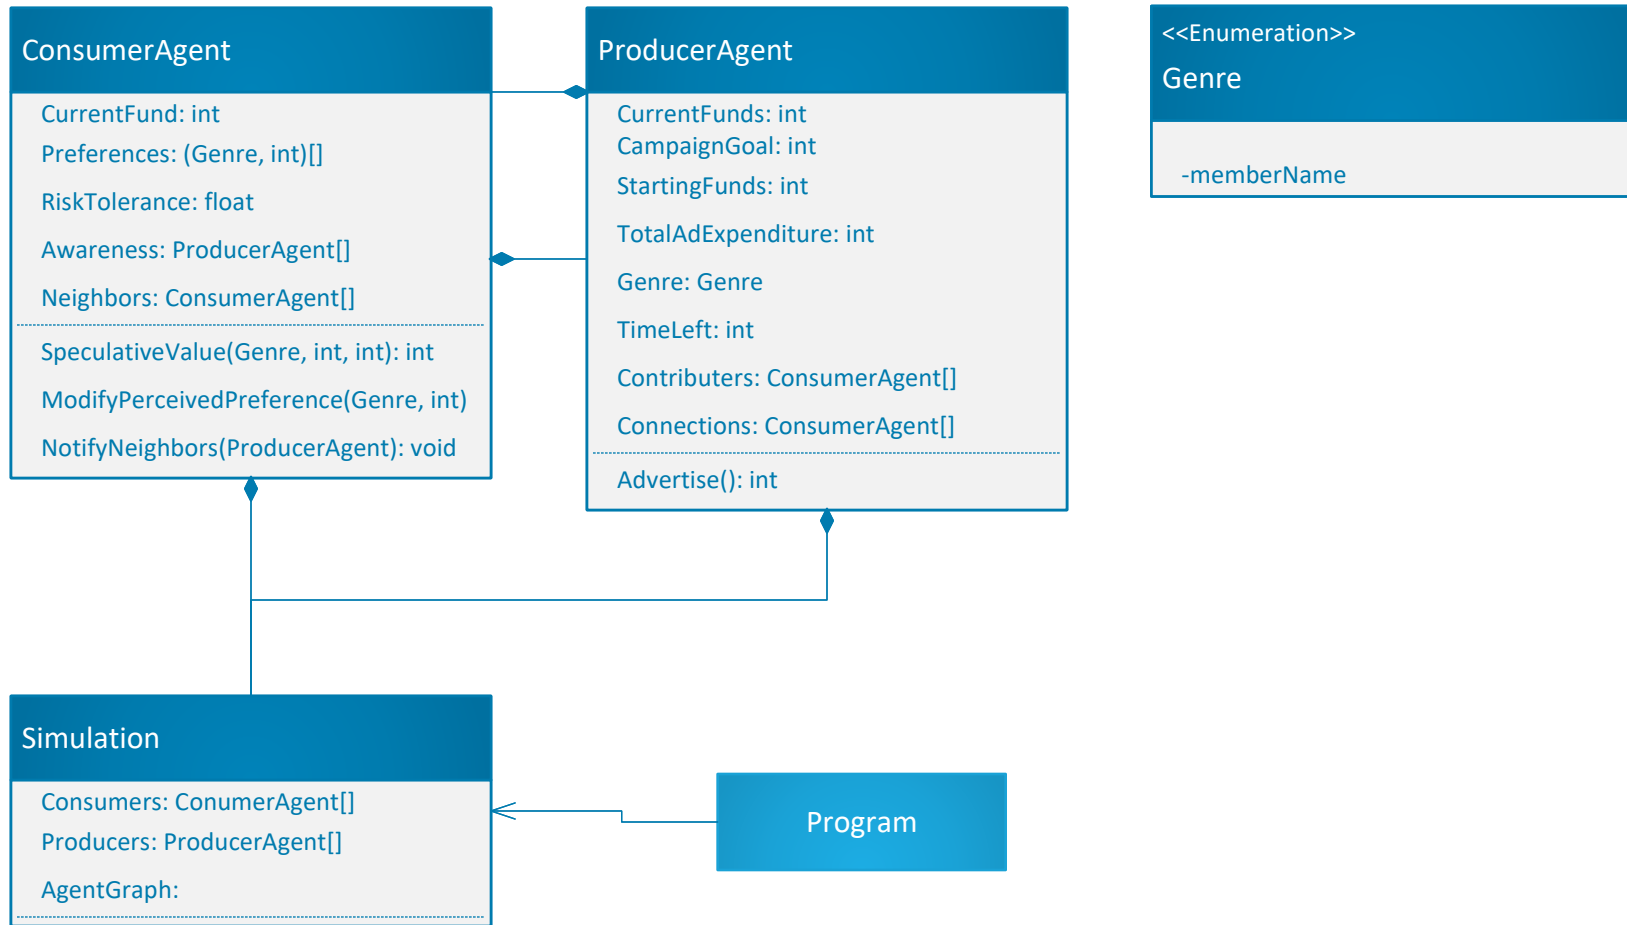 ConsumerAgent
CurrentFund: int
Preferences: (Genre, int)[]
RiskTolerance: float
Awareness: ProducerAgent[]
Neighbors: ConsumerAgent[]
SpeculativeValue(Genre, int, int): int
ModifyPerceivedPreference(Genre, int)
NotifyNeighbors(ProducerAgent): void
ProducerAgent
CurrentFunds: int
CampaignGoal: int
StartingFunds: int
TotalAdExpenditure: int
Genre: Genre
TimeLeft: int
Contributers: ConsumerAgent[]
Connections: ConsumerAgent[]
Advertise(): int
<<Enumeration>>
Genre
-memberName
Simulation
Consumers: ConumerAgent[]
Producers: ProducerAgent[]
AgentGraph:
Program